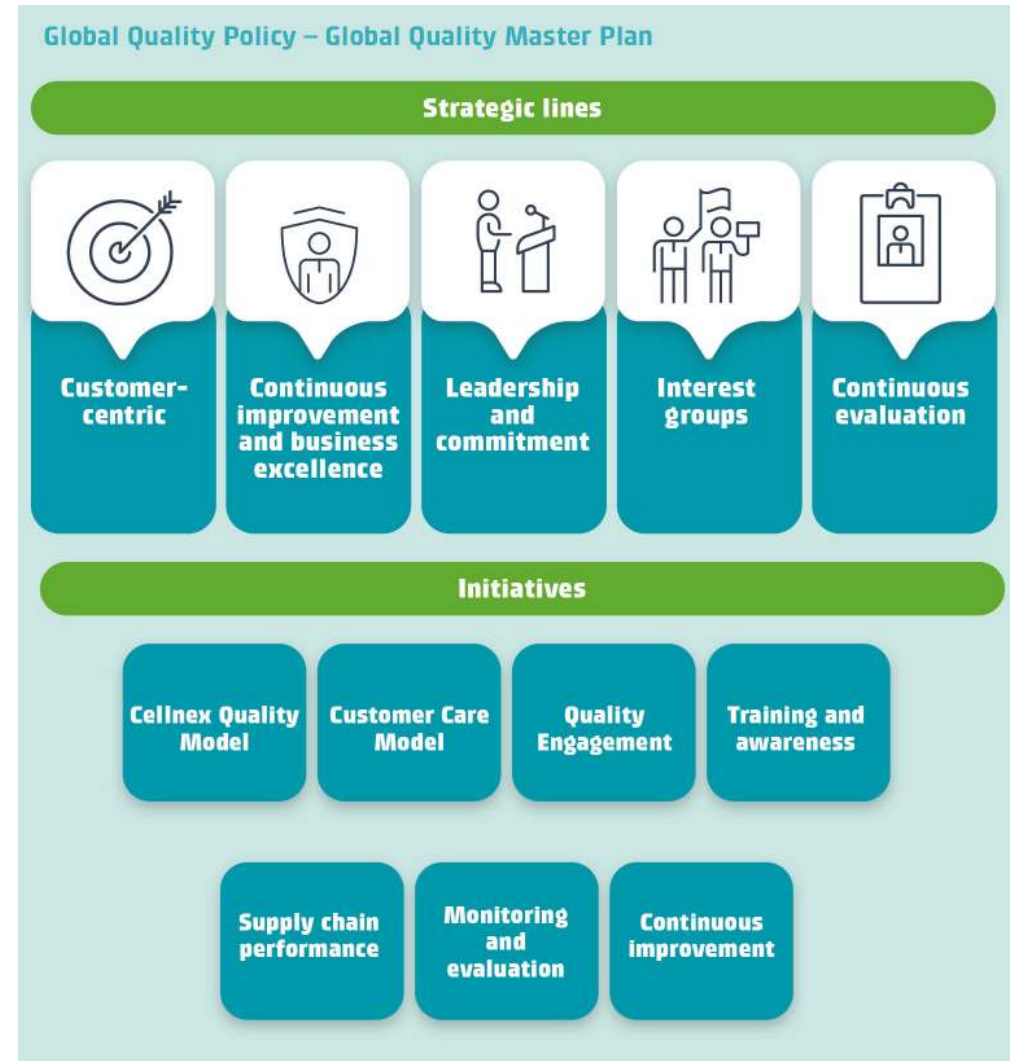 Global Quality Policy – Global Quality Master Plan
Strategic lines
Customer-
centric
Continuous
improvement
and business
excellence
Leadership
and
commitment
Interest
groups
Continuous
evaluation
Initiatives
Cellnex Quality
Model
Customer Care
Model
Quality
Engagement
Training and
awareness
Supply chain
performance
Monitoring
and
evaluation
Continuous
improvement